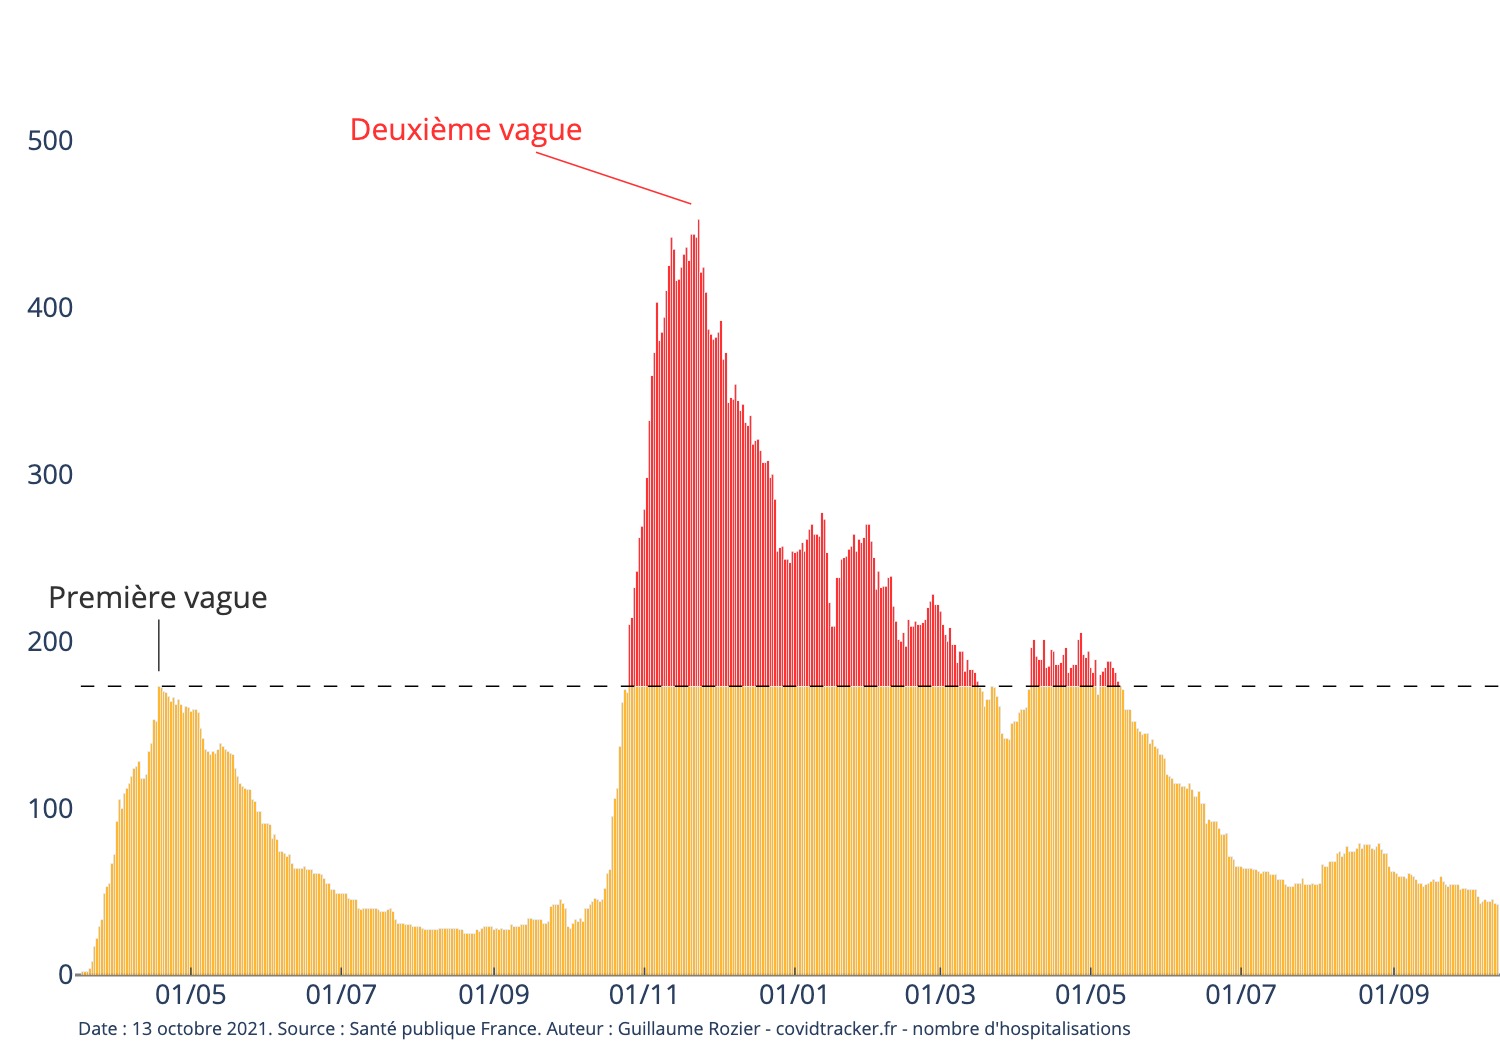 Deuxième vague
500
400
300
Première vague
200
100
0
01/05 01/07 01/09 01/11 01/01 01/03 01/05 01/07 01/09
Date : 13 octobre 2021. Source : Santé publique France. Auteur : Guillaume Rozier - covidtracker.fr - nombre d'hospitalisations